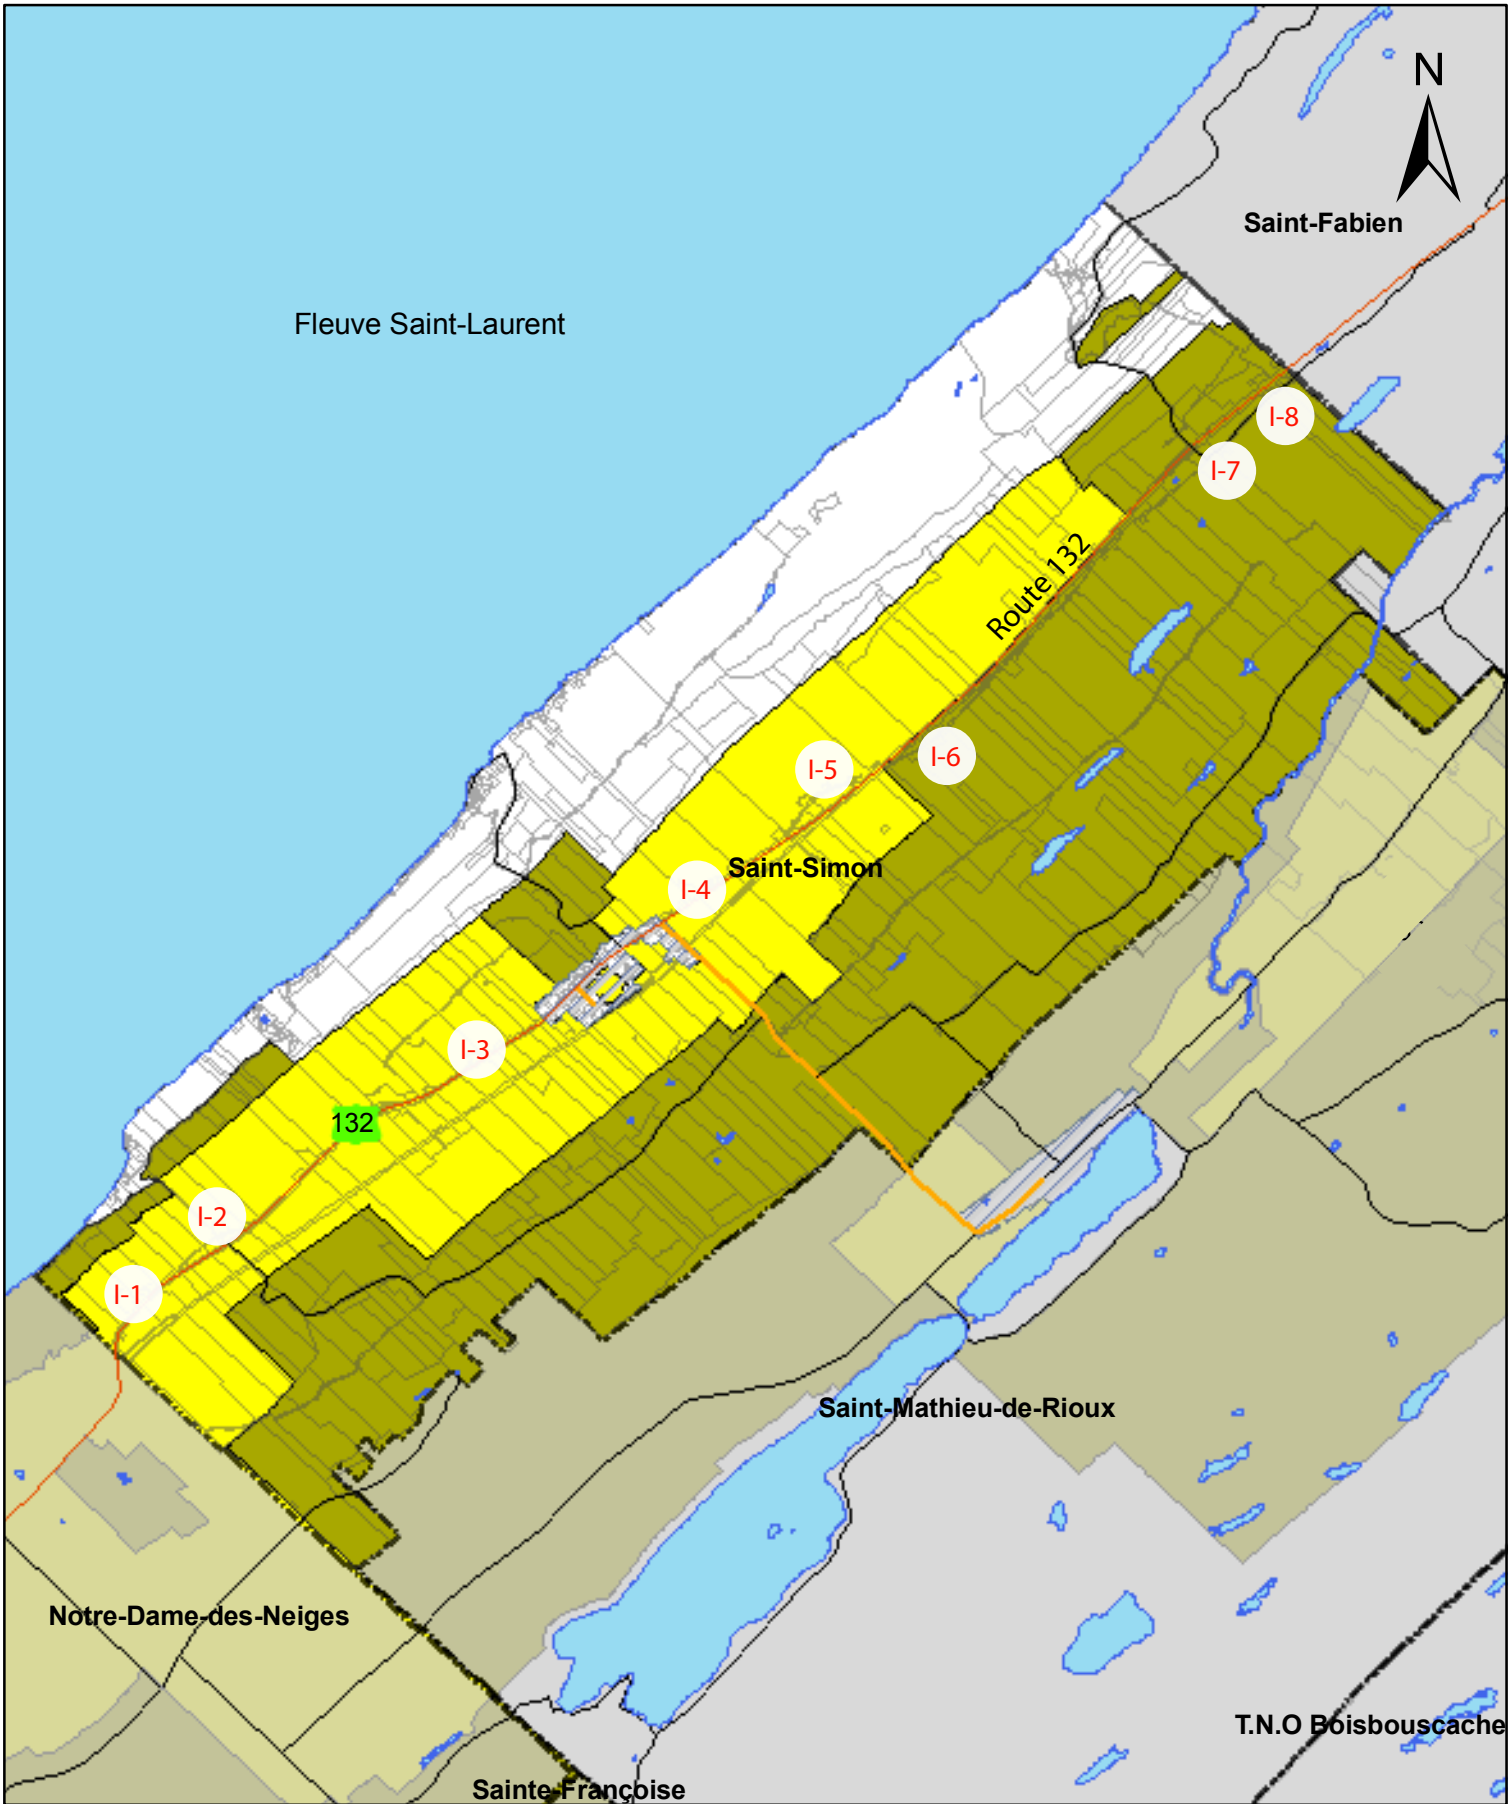 N
Saint-Fabien
Fleuve Saint-Laurent
I-8
I-7
Route 132
I-6
I-5
Saint-Simon
I-4
I-3
132
I-2
I-1
Saint-Mathieu-de-Rioux
Notre-Dame-des-Neiges
T.N.O Boisbouscache
Sainte-Françoise